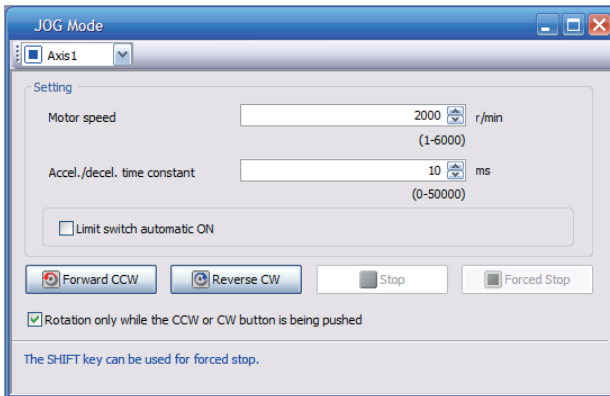 JOG Mode
Axis1
Setting
Motor speed 2000 r/min
(1-6000)
Accel./decel. time constant 10 ms
(0-50000)
Limit switch automatic ON
Forward CCW Reverse CW Stop Forced Stop
Rotation only while the CCW or CW button is being pushed
The SHIFT key can be used for forced stop.